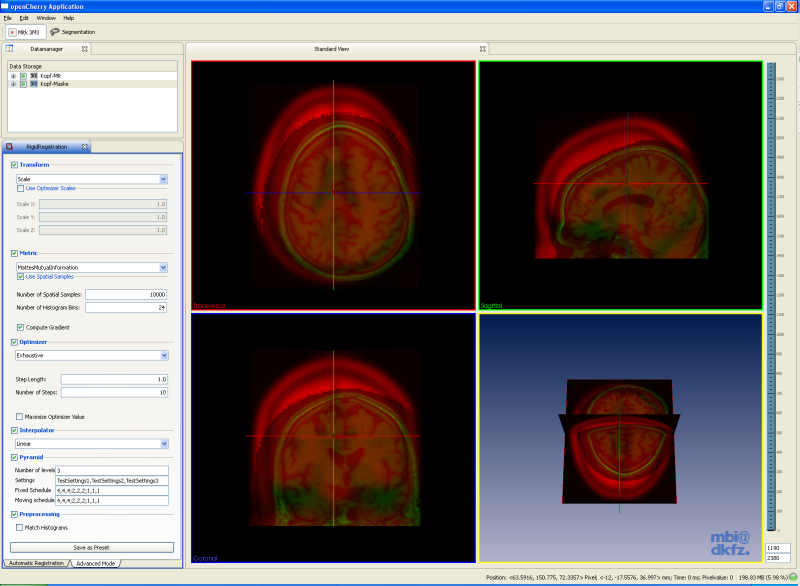 openCherry Application
File Edit Window Help
Mitk 3M3 Segmentation
Datamanager
Standard View
Data Storage
Kopf-MR
Kopf-Maske
RigidRegistration
Transform
Scale
Use Optimizer Scales
Scale X: 1.0
Scale Y: 1.0
Scale Z: 1.0
Metric
MattesMutualInformation
Use Spatial Samples
Number of Spatial Samples: 10000
Number of Histogram Bins: 24
Compute Gradient
Optimizer
Exhaustive
Step Length: 1.0
Number of Steps: 10
Maximize Optimizer Value
Interpolator
Linear
Pyramid
Number of levels 3
Settings TestSettings1,TestSettings2,TestSettings3
Fixed Schedule 4,4,4;2,2,2;1,1,1
Moving schedule 4,4,4;2,2,2;1,1,1
Preprocessing
Match Histograms
Save as Preset
Automatic Registration Advanced Mode
Transversal
Sagittal
Coronal
mbi@
dkfz.
1190
2380
Position: <63.5916, 150.775, 72.3357> Pixel; <-12, -17.5576, 36.997> mm; Time: 0 ms; Pixelvalue: 0 198.83 MB (5.98 %)